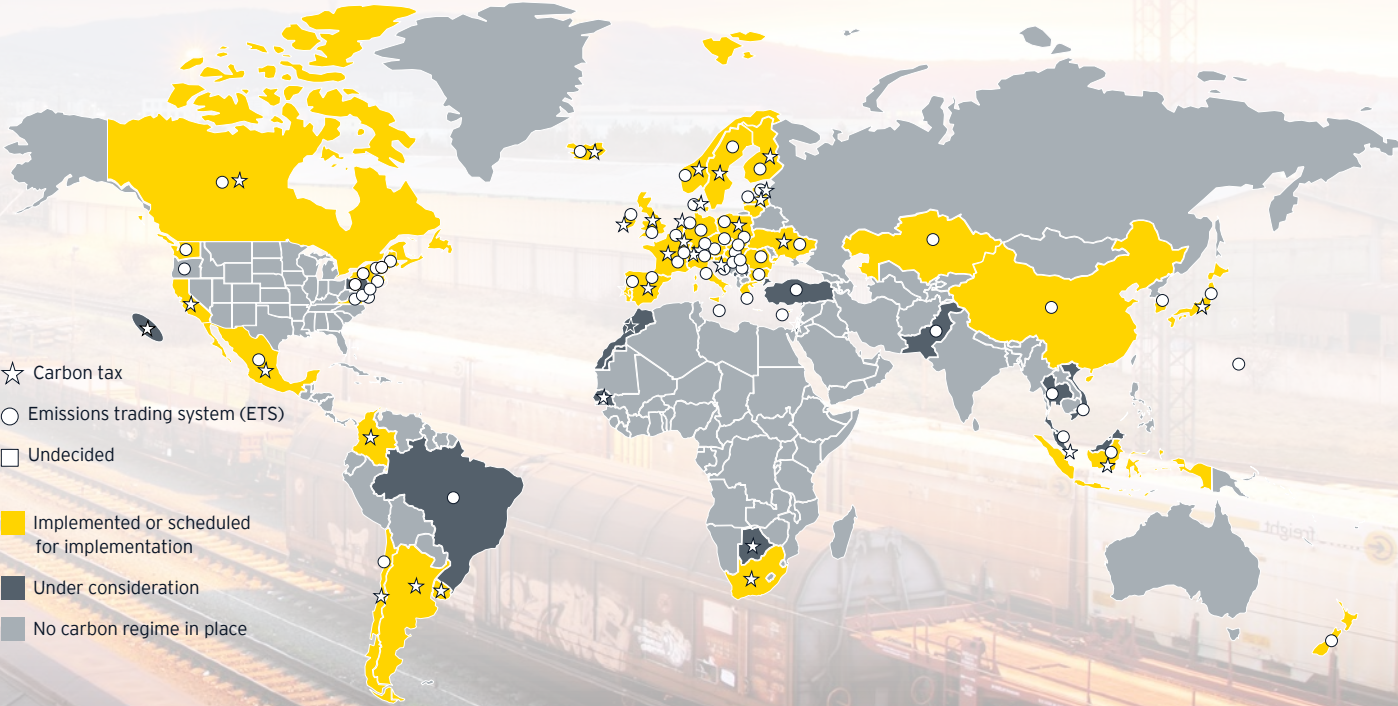 Carbon tax
Emissions trading system (ETS)
Undecided
Implemented or scheduled
for implementation
Under consideration
No carbon regime in place